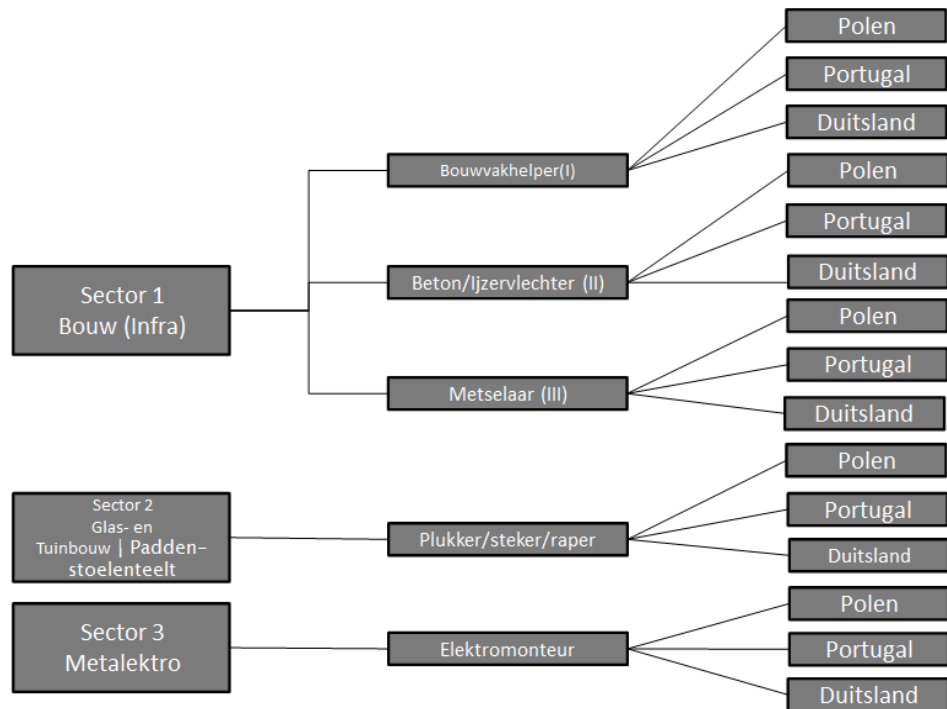 Polen
Portugal
Duitsland
Bouwvakhelper(I)
Polen
Portugal
Beton/Ijzervlechter (II)
Duitsland
Sector 1
Bouw (Infra)
Polen
Portugal
Metselaar (III)
Duitsland
Polen
Sector 2
Glas- en
Tuinbouw | Padden-
stoelenteelt
Plukker/steker/raper
Portugal
Duitsland
Polen
Sector 3
Metalektro
Elektromonteur
Portugal
Duitsland